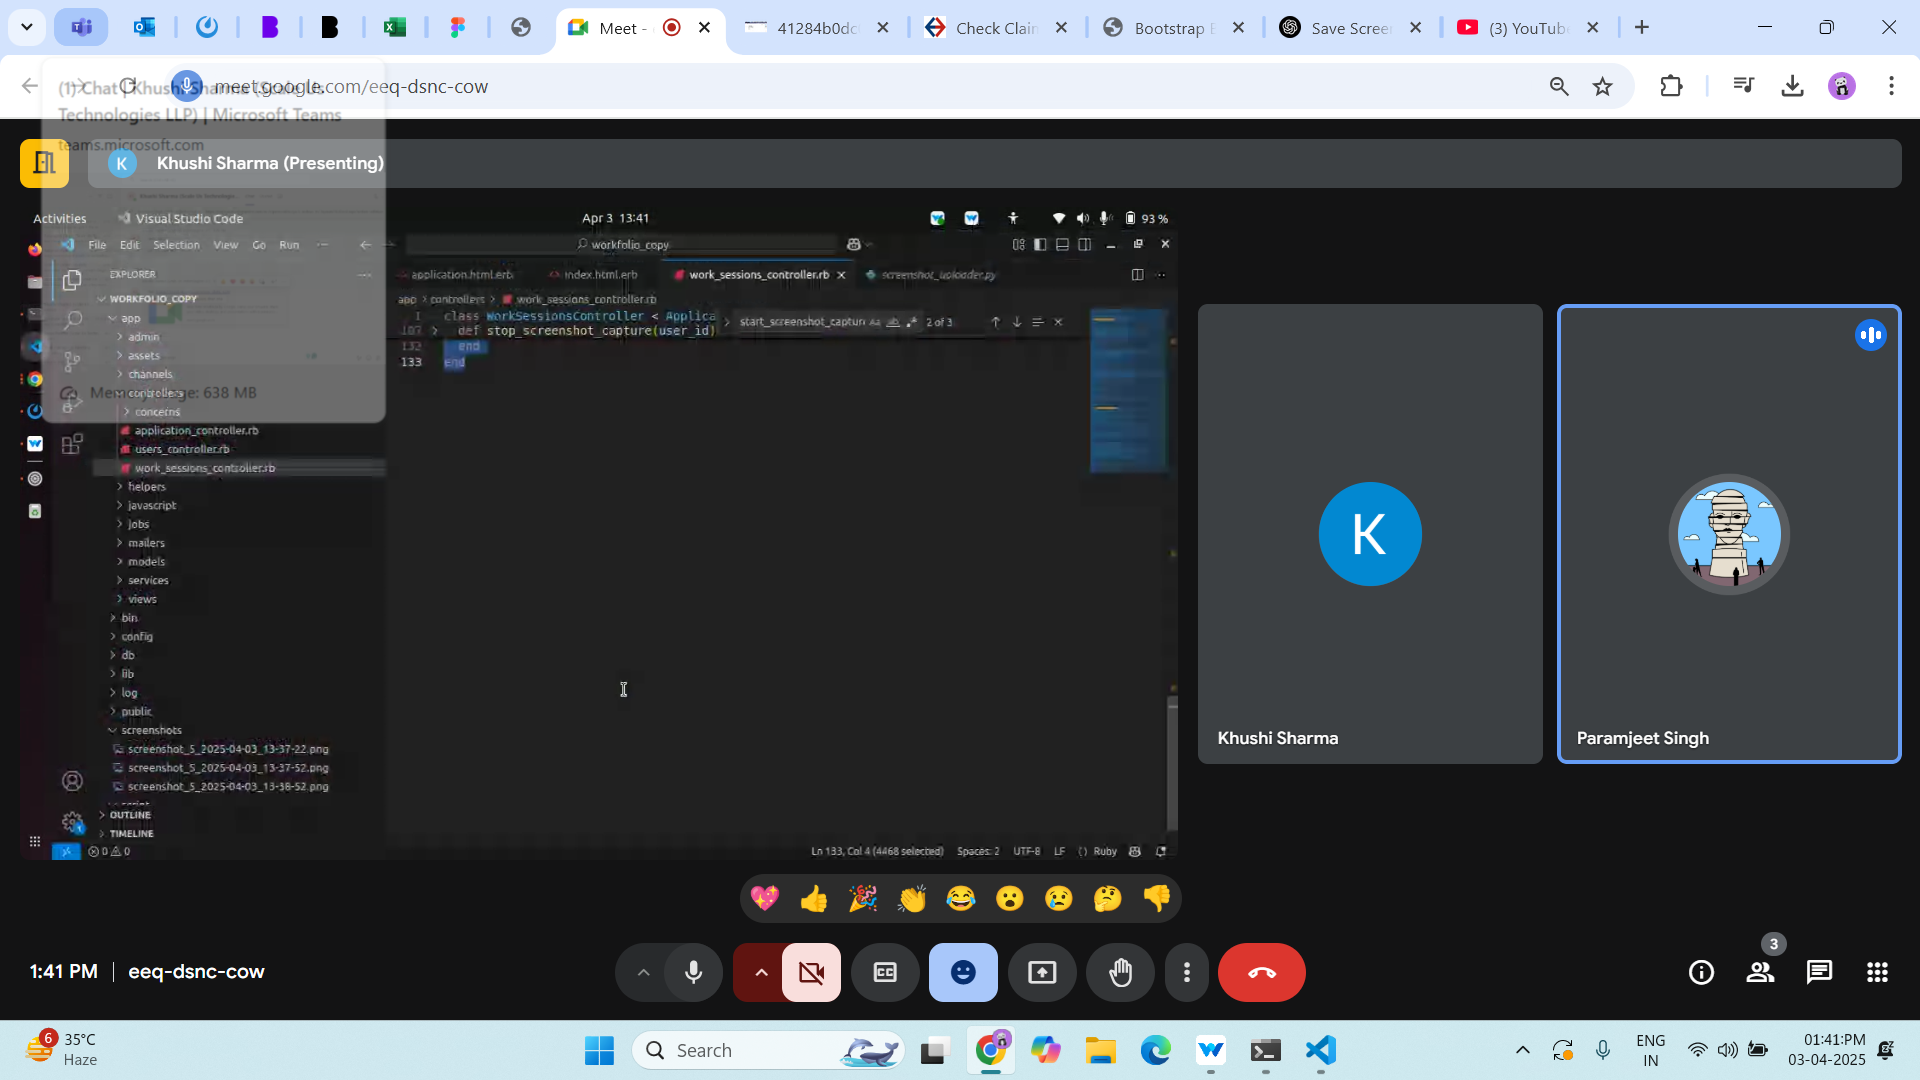 Meet -
41284b0dc
Check Clain
Bootstrap E
Save Scree
(3) YouTube
meet.google.com/eeq-dsnc-cow
(1) Chat | Khushi Sharma
Technologies LLP) | Microsoft Teams
teams.microsoft.com
K
Khushi Sharma (Presenting)
Activities
Visual Studio Code
Apr 3 13:41
93 %
File
Edit
Selection
View
Go
Run
workfolio_copy
EXPLORER
application.html.erb
index.html.erb
work_sessions_controller.rb
screenshot_uploader.py
WORKFOLIO_COPY
app > controllers > work_sessions_controller.rb
app
1 class WorkSessionsController < Applica
107 def stop_screenshot_capture(user_id)
132 end
133 end
start_screenshot_captur
2 of 3
admin
assets
channels
controllers
Memory usage: 638 MB
concerns
application_controller.rb
users_controller.rb
work_sessions_controller.rb
helpers
javascript
jobs
mailers
models
services
views
bin
config
db
lib
log
public
screenshots
screenshot_5_2025-04-03_13-37-22.png
screenshot_5_2025-04-03_13-37-52.png
screenshot_5_2025-04-03_13-38-52.png
script
OUTLINE
TIMELINE
0 0
Ln 133, Col 4 (4468 selected)
Spaces: 2
UTF-8
LF
Ruby
K
Khushi Sharma
Paramjeet Singh
1:41 PM
eeq-dsnc-cow
CC
3
6
35°C
Haze
Search
ENG
IN
01:41:PM
03-04-2025